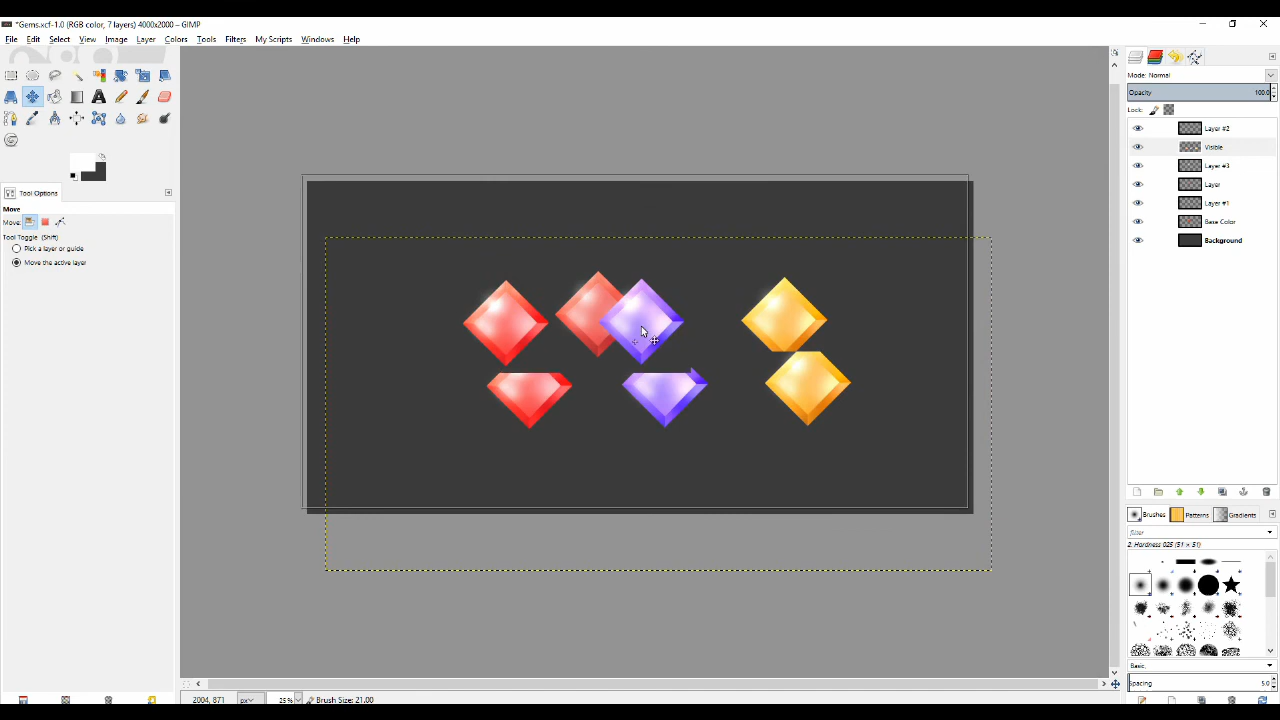 *Gems.xcf-1.0 (RGB color, 7 layers) 4000x2000 – GIMP
File Edit Select View Image Layer Colors Tools Filters My Scripts Windows Help
Mode: Normal
Opacity 100.0
Lock:
Layer #2
Visible
Layer #3
Layer
Layer #1
Base Color
Background
Tool Options
Move
Move:
Tool Toggle (Shift)
Pick a layer or guide
Move the active layer
Brushes Patterns Gradients
filter
2. Hardness 025 (51 × 51)
Basic,
Spacing 5.0
2004, 871 px 25 % Brush Size: 21.00